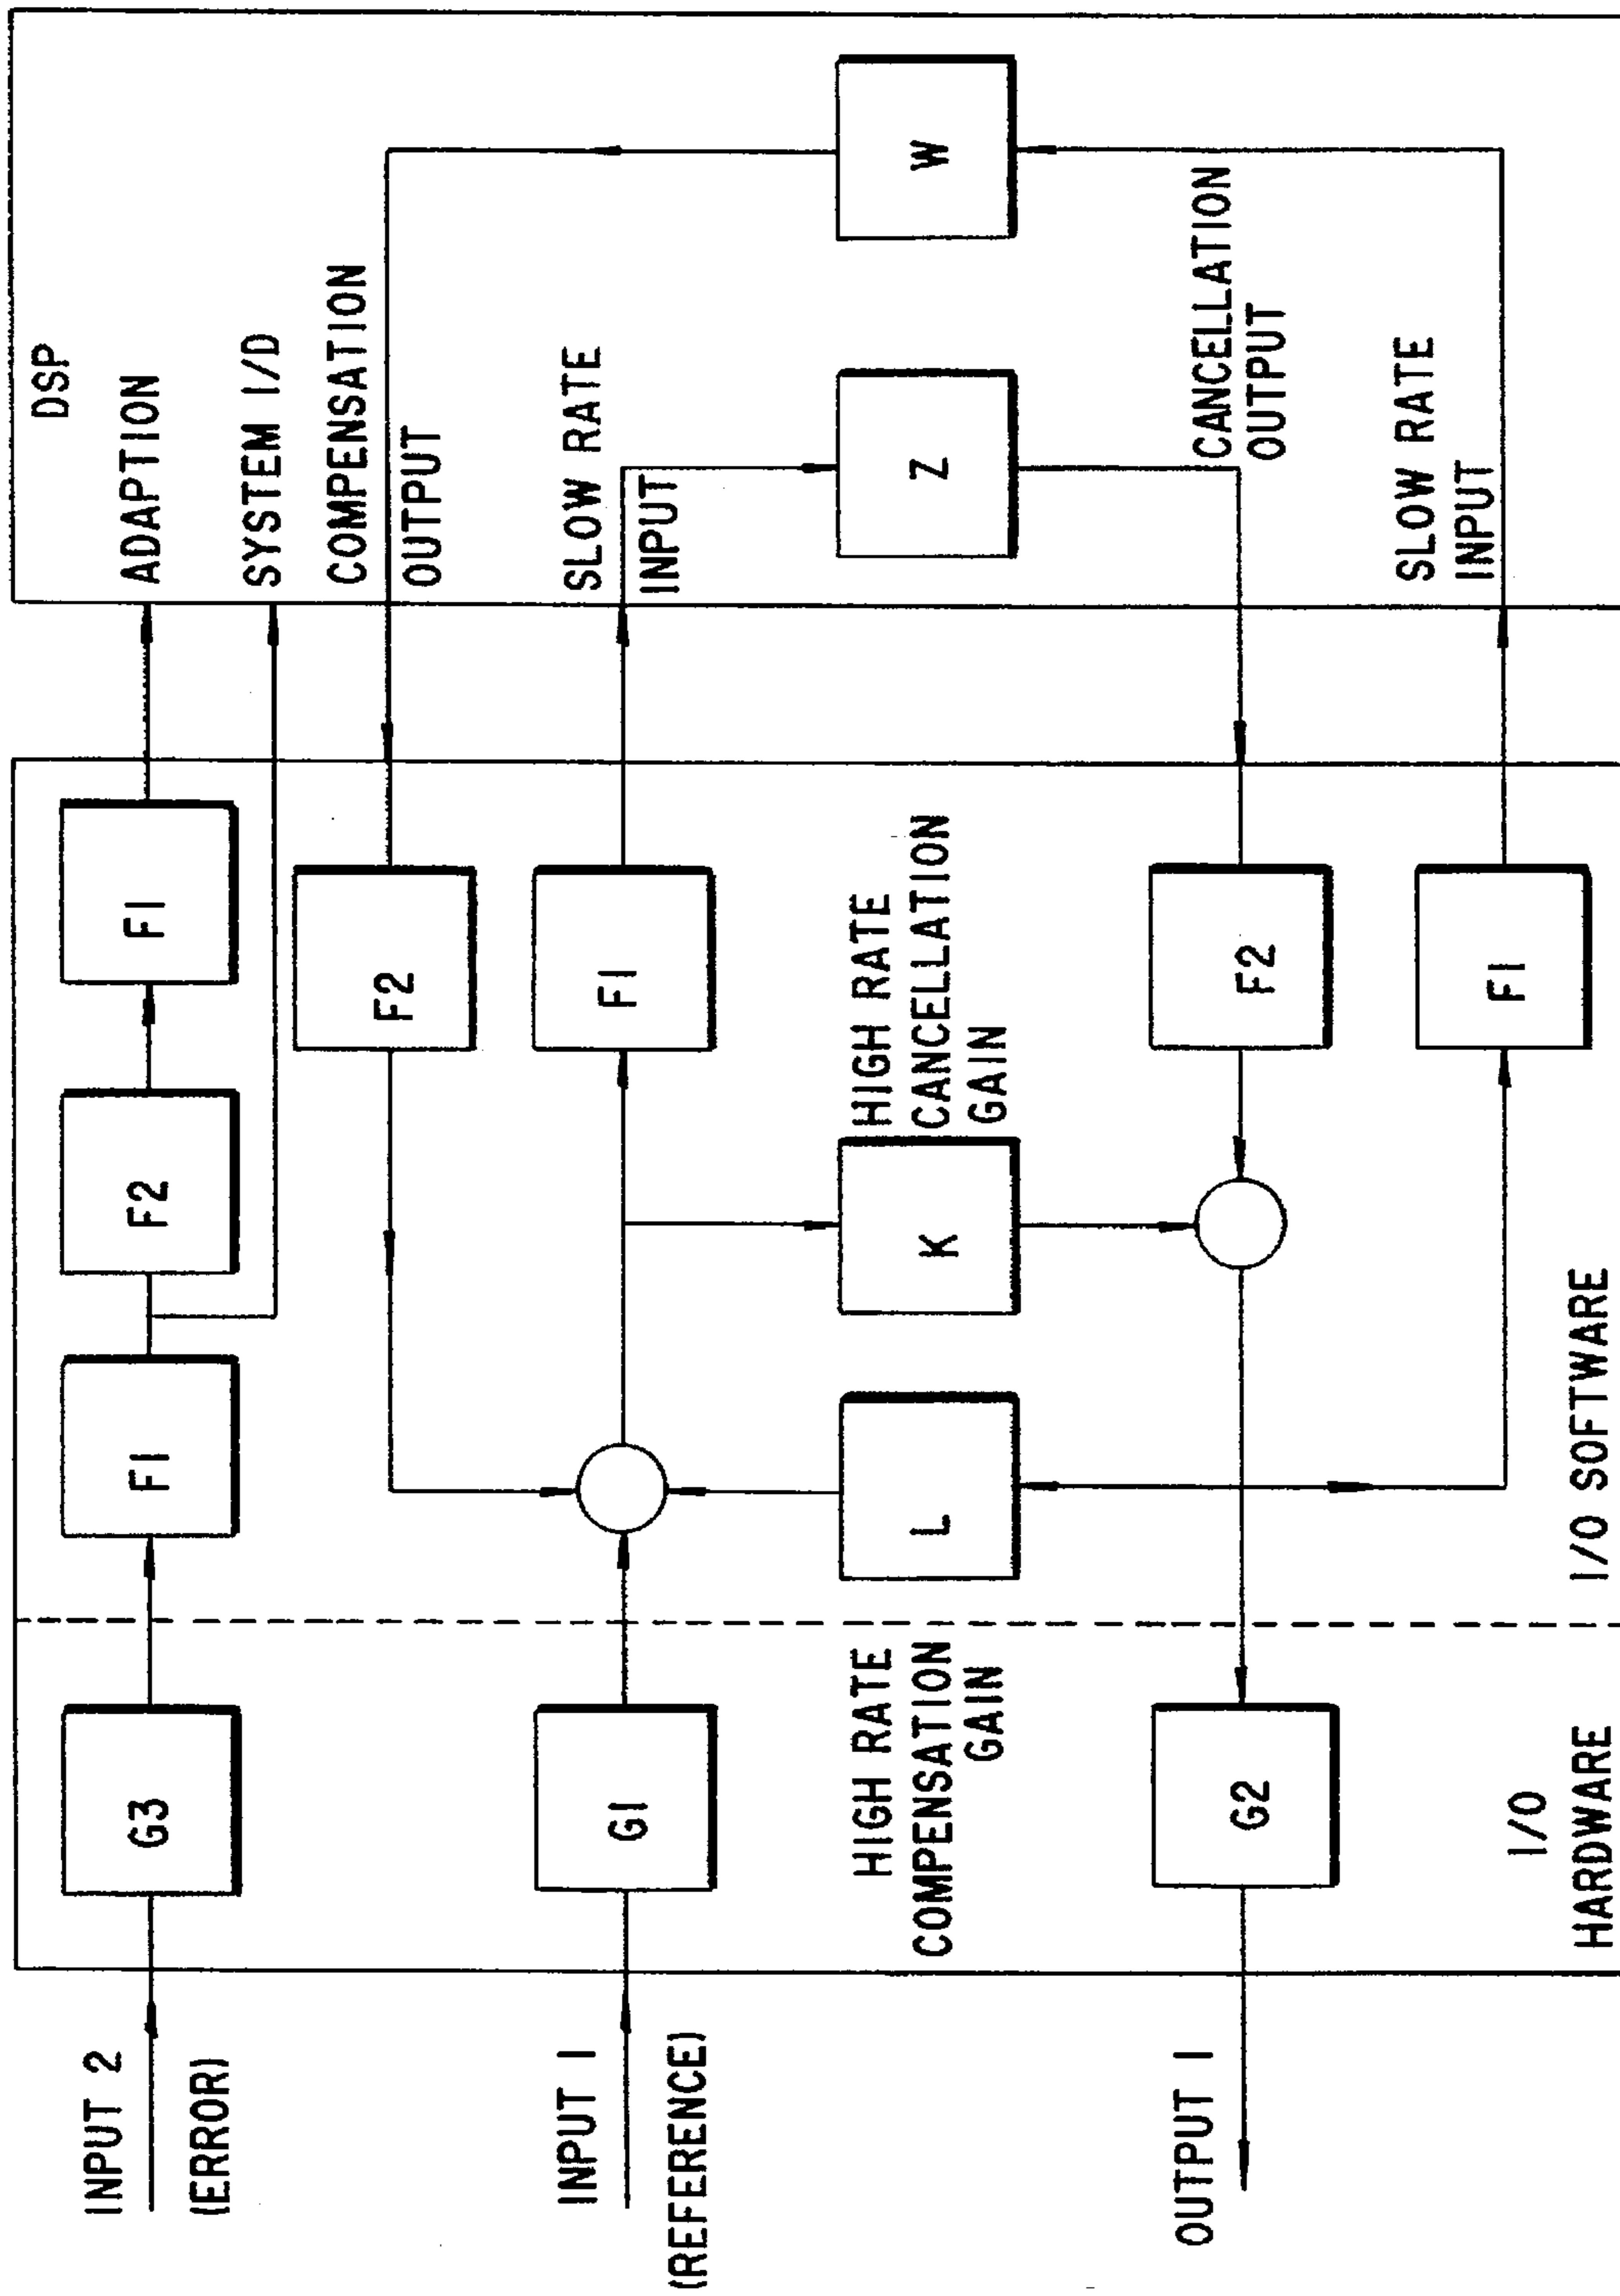 INPUT 2
(ERROR)
G3
F1
F2
F1
ADAPTION
DSP
SYSTEM I/D
COMPENSATION
OUTPUT
F2
INPUT 1
(REFERENCE)
G1
F1
SLOW RATE
INPUT
HIGH RATE
COMPENSATION
GAIN
L
K
HIGH RATE
CANCELLATION
GAIN
Z
W
OUTPUT 1
G2
F2
CANCELLATION
OUTPUT
F1
SLOW RATE
INPUT
I/O
HARDWARE
I/O SOFTWARE